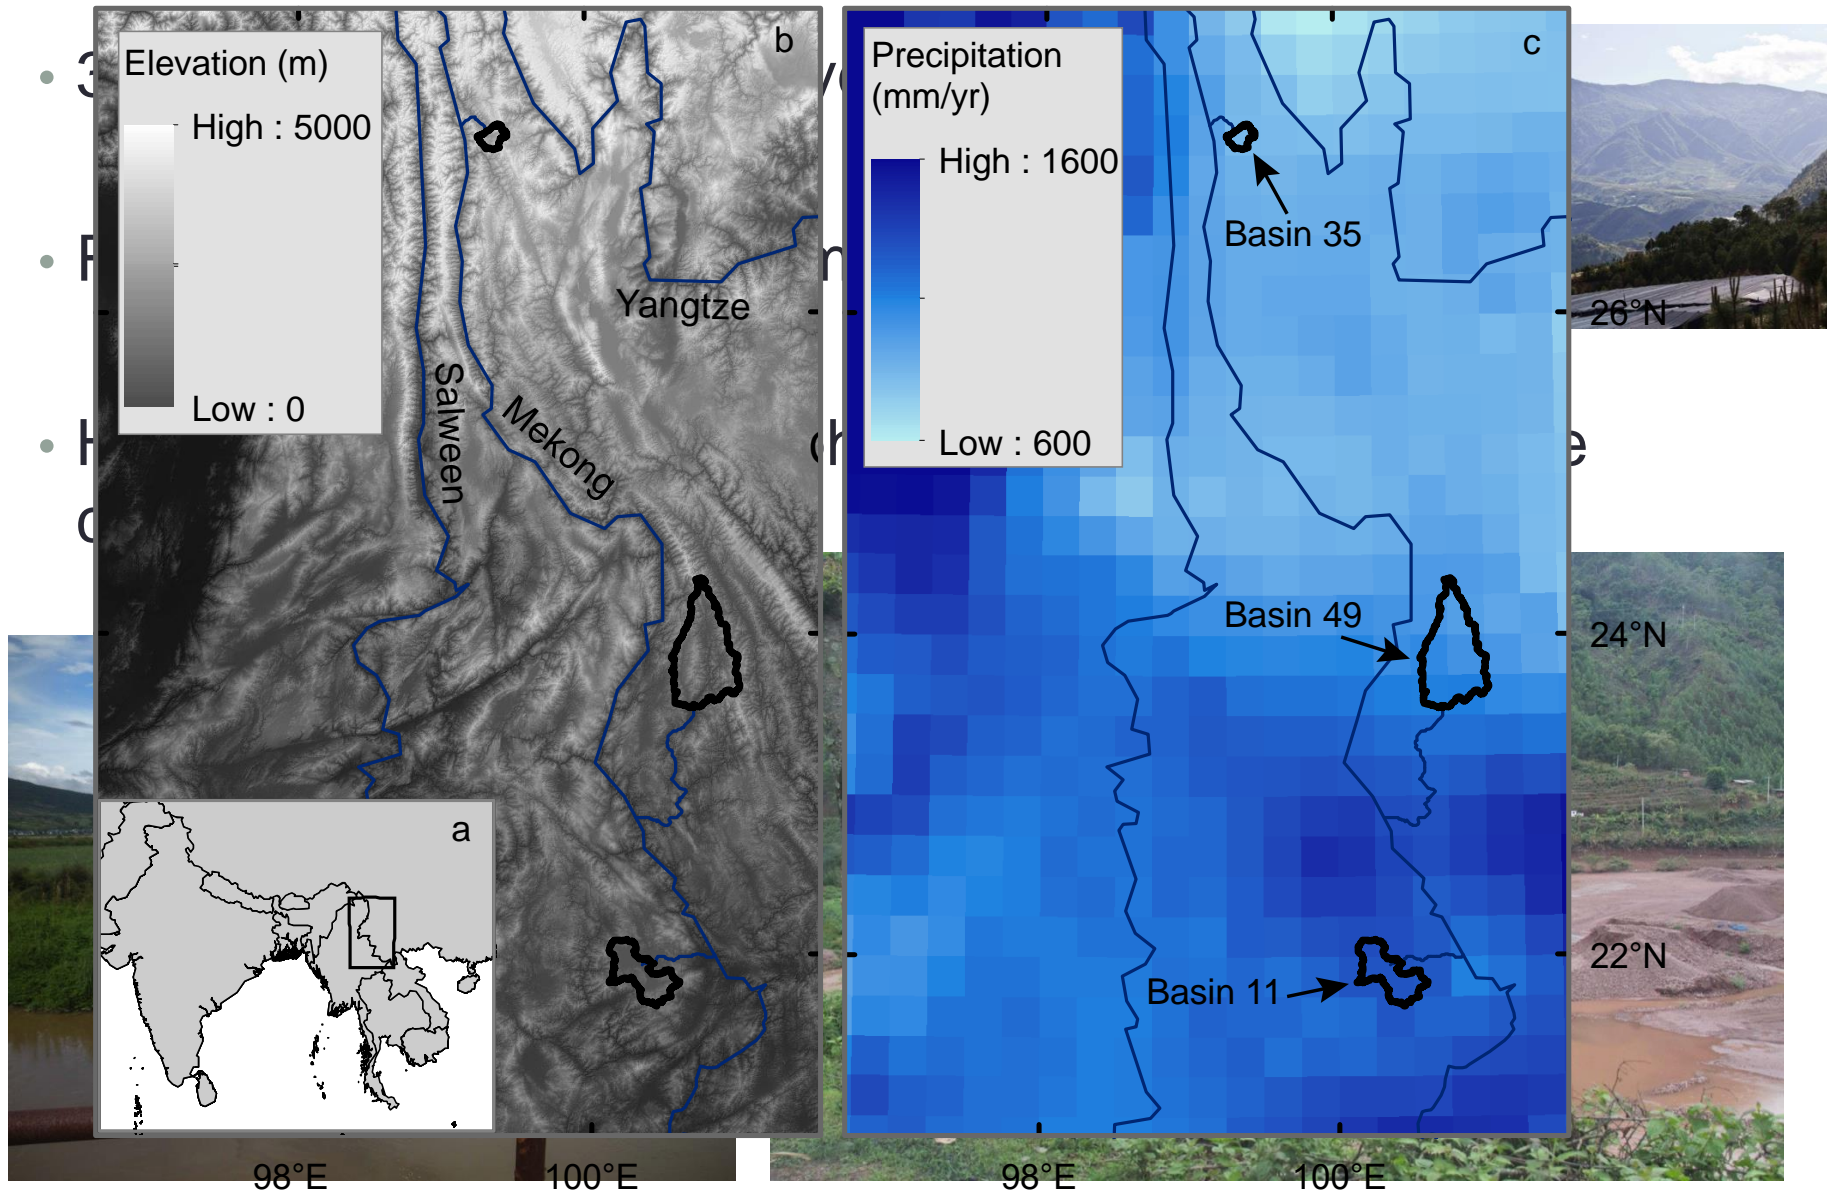 Elevation (m)
High : 5000
Low : 0
b
Yangtze
Salween
Mekong
a
98°E
100°E
Precipitation
(mm/yr)
High : 1600
Low : 600
c
Basin 35
Basin 49
Basin 11
26°N
24°N
22°N
98°E
100°E